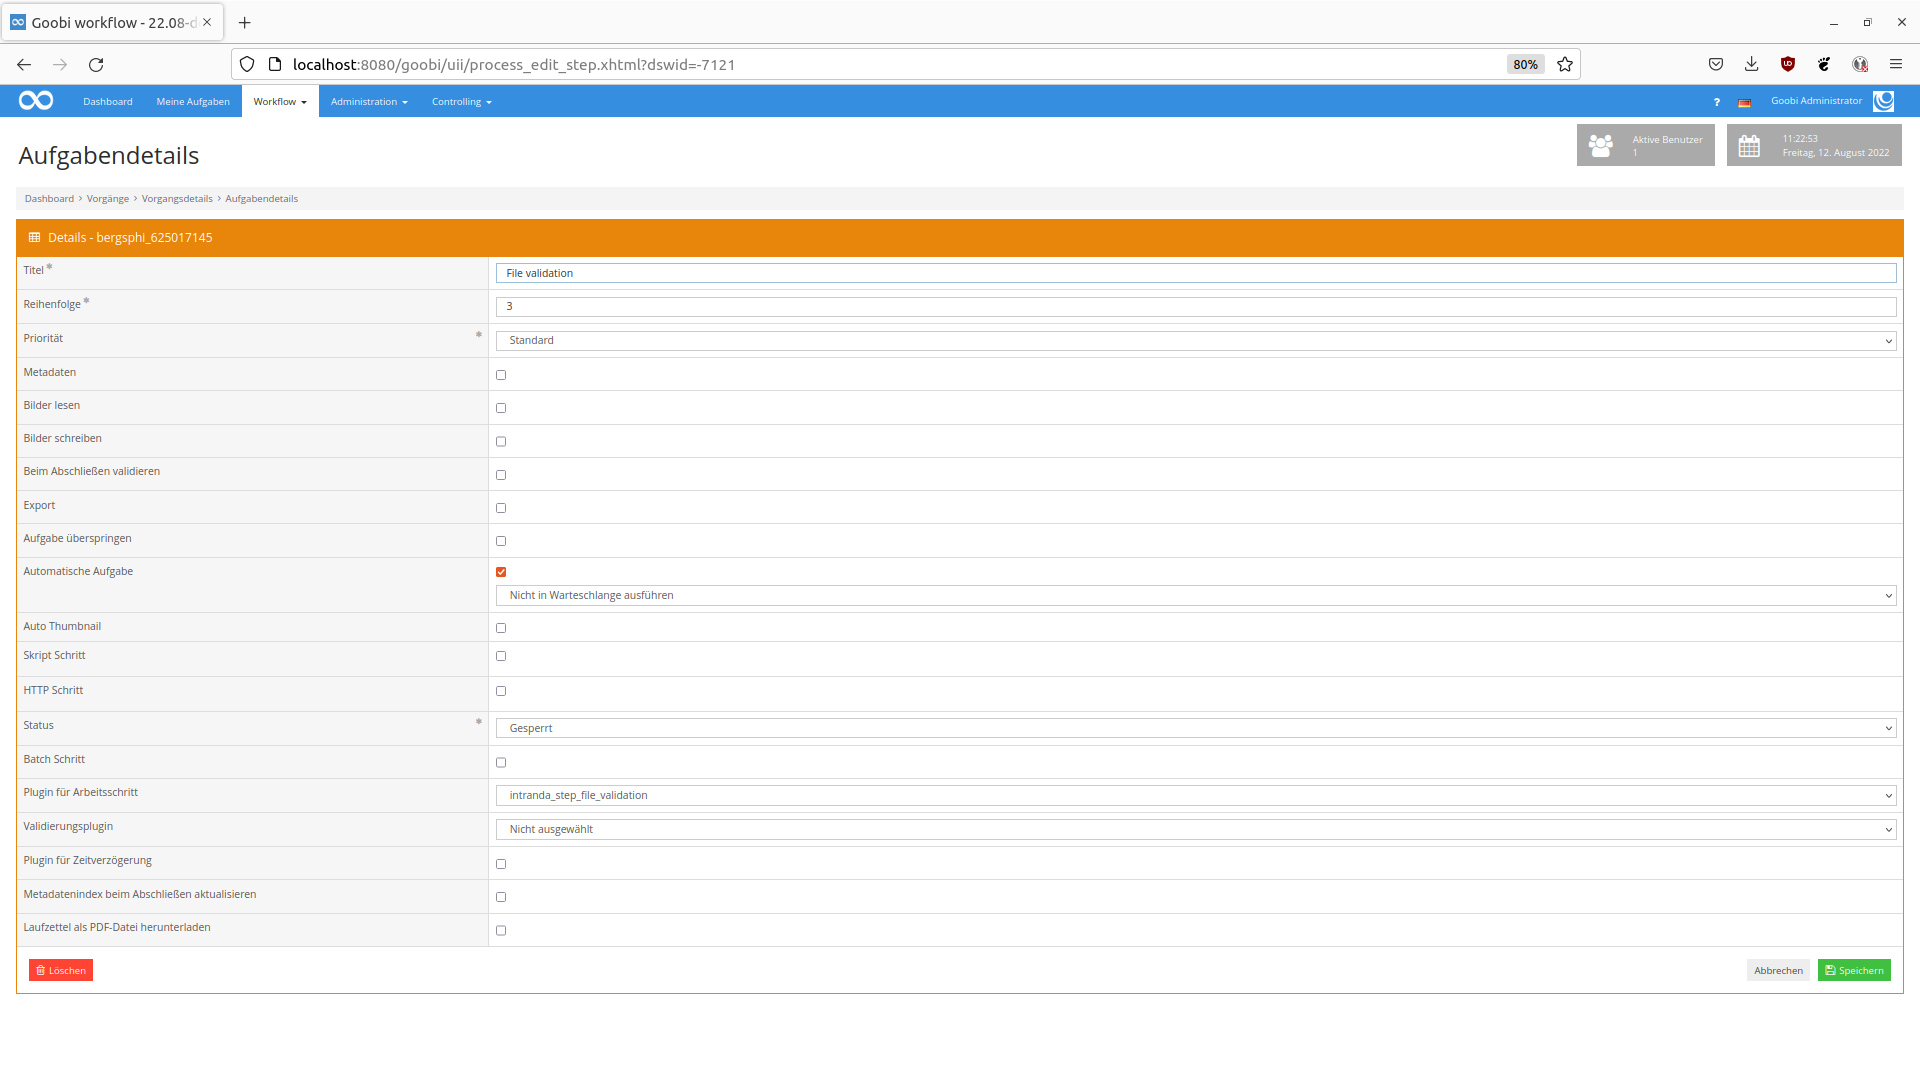 Goobi workflow - 22.08-d
localhost:8080/goobi/uii/process_edit_step.xhtml?dswid=-7121
80%
Dashboard Meine Aufgaben Workflow Administration Controlling
? Goobi Administrator
Aufgabendetails
Aktive Benutzer
1
11:22:53
Freitag, 12. August 2022
Dashboard > Vorgänge > Vorgangsdetails > Aufgabendetails
Details - bergsphi_625017145
Titel * File validation
Reihenfolge * 3
Priorität * Standard
Metadaten
Bilder lesen
Bilder schreiben
Beim Abschließen validieren
Export
Aufgabe überspringen
Automatische Aufgabe
Nicht in Warteschlange ausführen
Auto Thumbnail
Skript Schritt
HTTP Schritt
Status * Gesperrt
Batch Schritt
Plugin für Arbeitsschritt intranda_step_file_validation
Validierungsplugin Nicht ausgewählt
Plugin für Zeitverzögerung
Metadatenindex beim Abschließen aktualisieren
Laufzettel als PDF-Datei herunterladen
Löschen Abbrechen Speichern